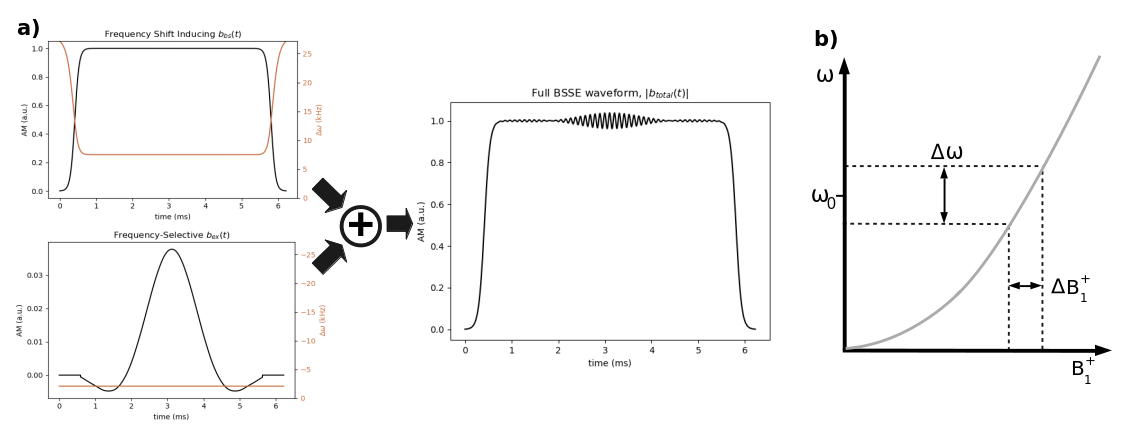 a)
Frequency Shift Inducing b_bs(t)
1.0
0.8
0.6
0.4
0.2
0.0
AM (a.u.)
25
20
15
10
5
0
Δω (kHz)
0 1 2 3 4 5 6
time (ms)
Frequency-Selective b_ex(t)
0.03
0.02
0.01
0.00
AM (a.u.)
−25
−20
−15
−10
−5
0
Δω (kHz)
0 1 2 3 4 5 6
time (ms)
+
Full BSSE waveform, |b_total(t)|
1.0
0.8
0.6
0.4
0.2
0.0
AM (a.u.)
0 1 2 3 4 5 6
time (ms)
b)
ω
Δω
ω₀
ΔB₁⁺
B₁⁺